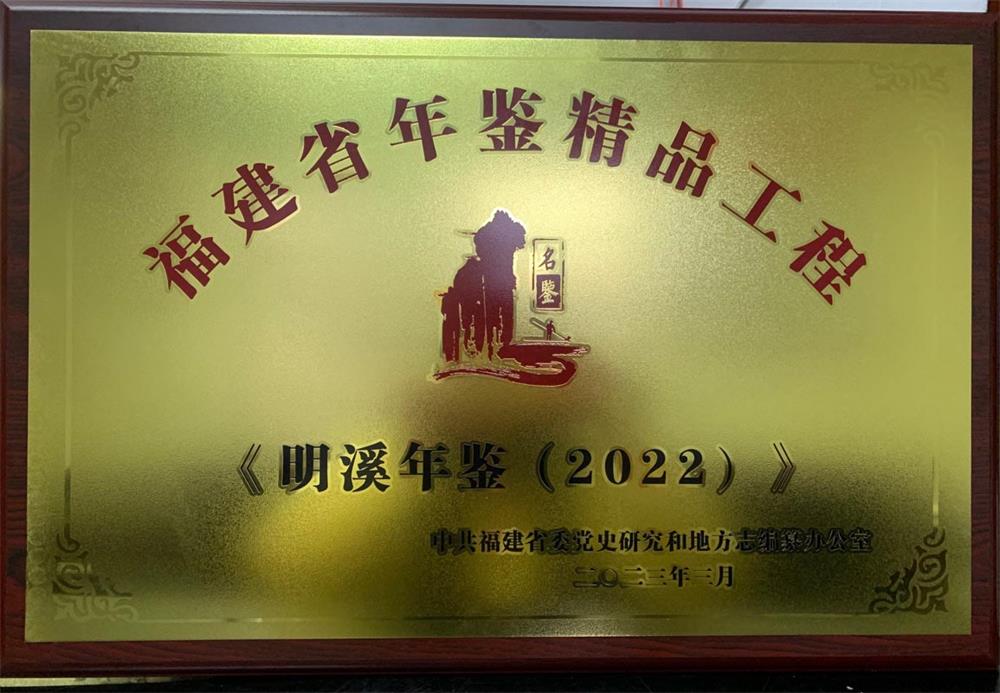 福建省年鉴精品工程
名鑒
《明溪年鉴（2022）》
中共福建省委党史研究和地方志编纂办公室
二〇二三年三月